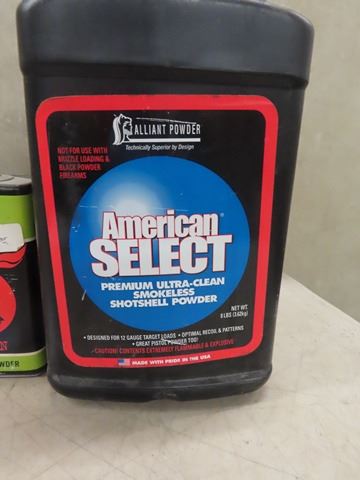 ALLIANT POWDER
Technically Superior by Design
NOT FOR USE WITH
MUZZLE LOADING &
BLACK POWDER
FIREARMS
American®
SELECT
PREMIUM ULTRA-CLEAN
SMOKELESS
SHOTSHELL POWDER
NET WT.
8 LBS (3.62kg)
• DESIGNED FOR 12 GAUGE TARGET LOADS • OPTIMAL RECOIL & PATTERNS
• GREAT PISTOL POWDER TOO!
CAUTION! CONTENTS EXTREMELY FLAMMABLE & EXPLOSIVE
MADE WITH PRIDE IN THE USA